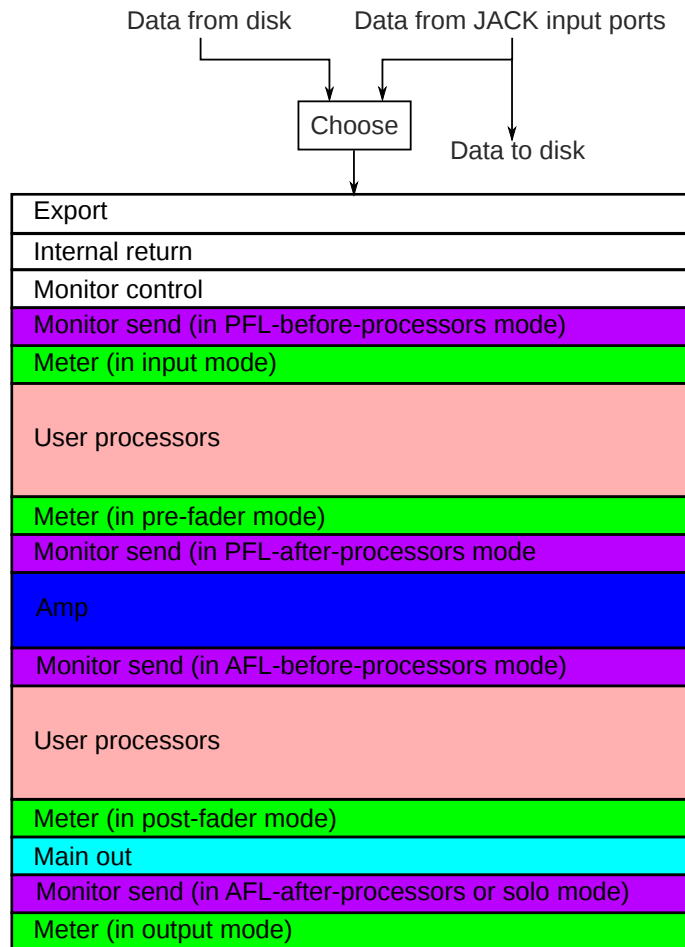 Data from disk
Data from JACK input ports
Choose
Data to disk
Export
Internal return
Monitor control
Monitor send (in PFL-before-processors mode)
Meter (in input mode)
User processors
Meter (in pre-fader mode)
Monitor send (in PFL-after-processors mode
Amp
Monitor send (in AFL-before-processors mode)
User processors
Meter (in post-fader mode)
Main out
Monitor send (in AFL-after-processors or solo mode)
Meter (in output mode)